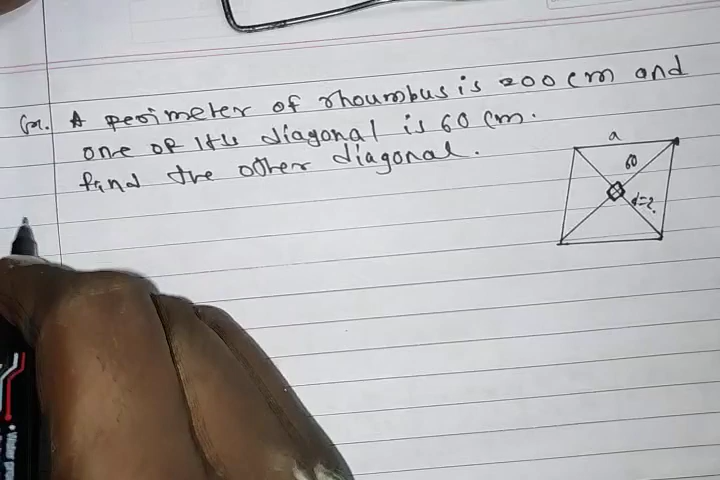 Q1. A perimeter of rhoumbus is 200 cm and
one of its diagonal is 60 cm.
find the other diagonal.
a
60
d=?